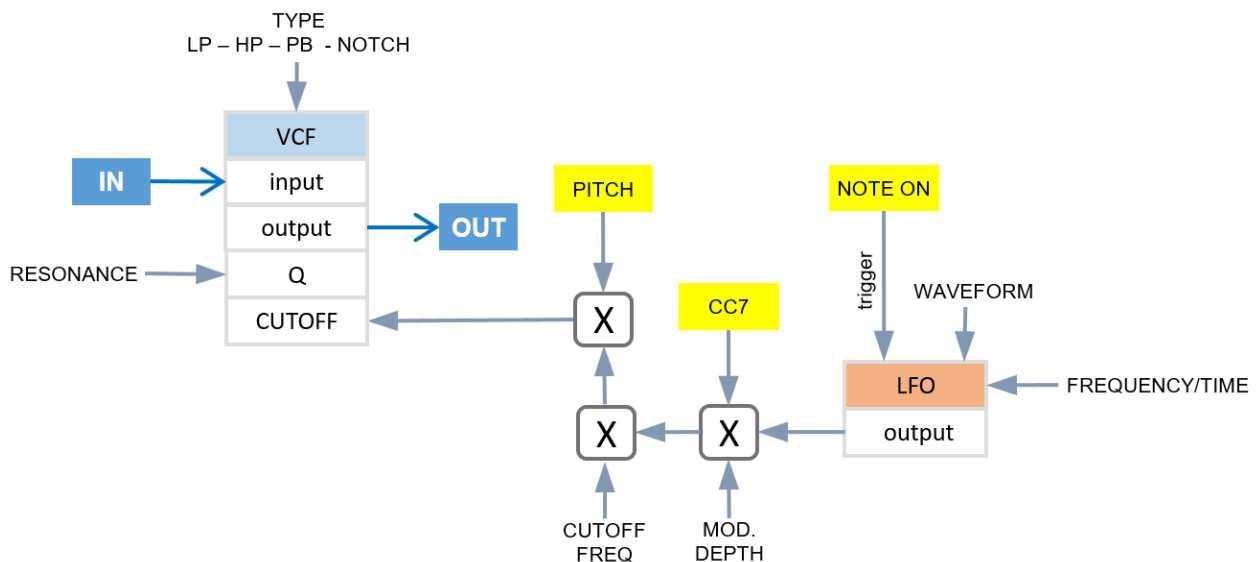 TYPE
LP – HP – PB - NOTCH
VCF
IN
input
output
OUT
RESONANCE
Q
CUTOFF
PITCH
X
CC7
NOTE ON
trigger
WAVEFORM
LFO
FREQUENCY/TIME
output
X
X
CUTOFF
FREQ
MOD.
DEPTH